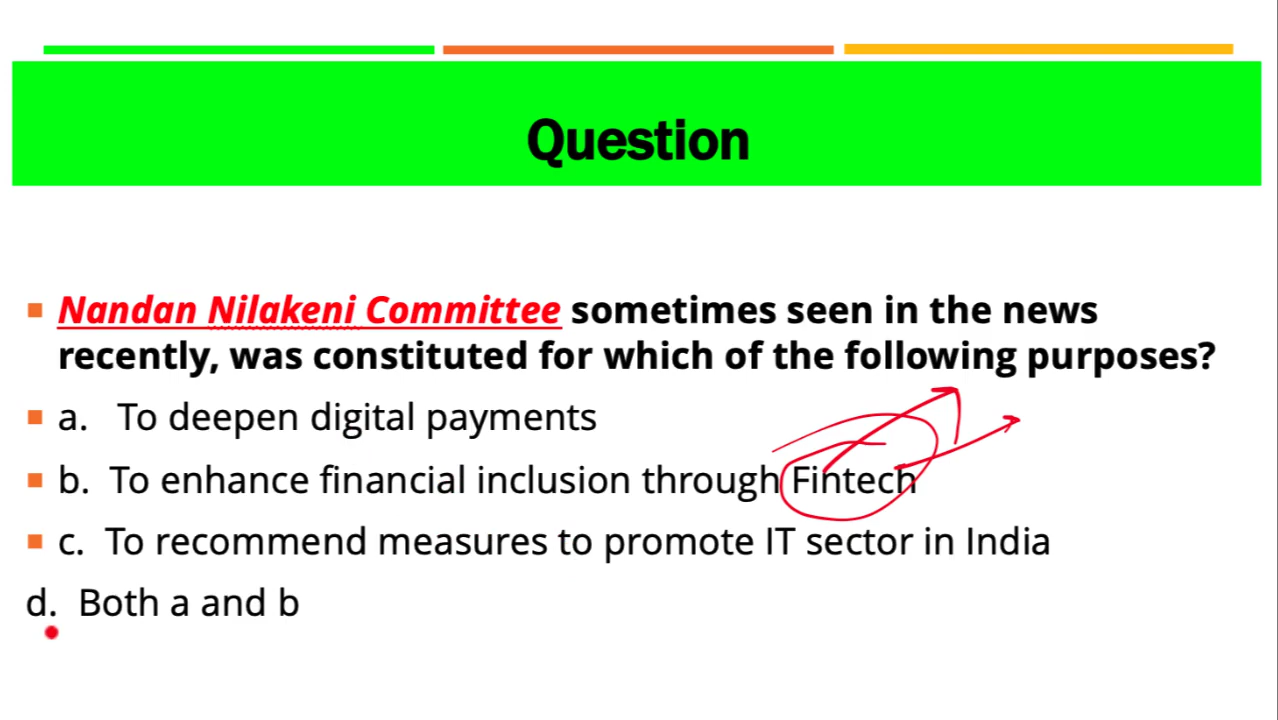 Question
Nandan Nilakeni Committee sometimes seen in the news
recently, was constituted for which of the following purposes?
a. To deepen digital payments
b. To enhance financial inclusion through Fintech
c. To recommend measures to promote IT sector in India
d. Both a and b